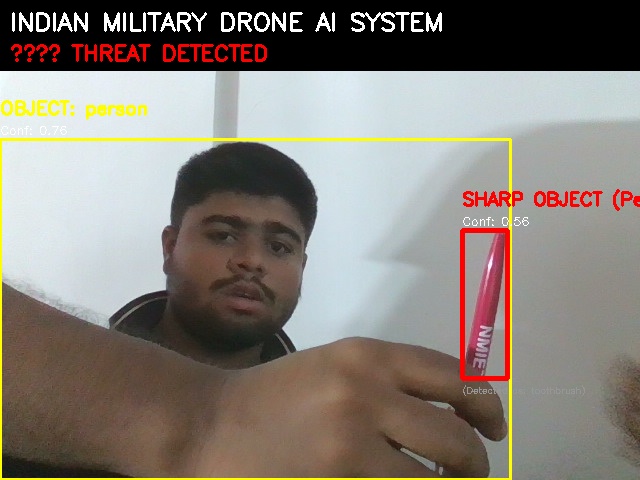 INDIAN MILITARY DRONE AI SYSTEM
???? THREAT DETECTED
OBJECT: person
Conf: 0.76
SHARP OBJECT (Pe
Conf: 0.56
NMIE
(Detect toothbrush)